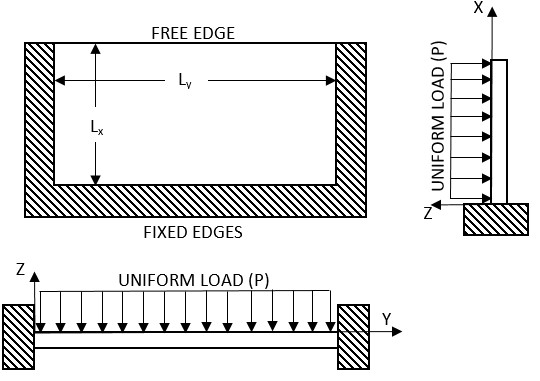 FREE EDGE
Ly
Lx
FIXED EDGES
X
UNIFORM LOAD (P)
Z
Z
UNIFORM LOAD (P)
Y